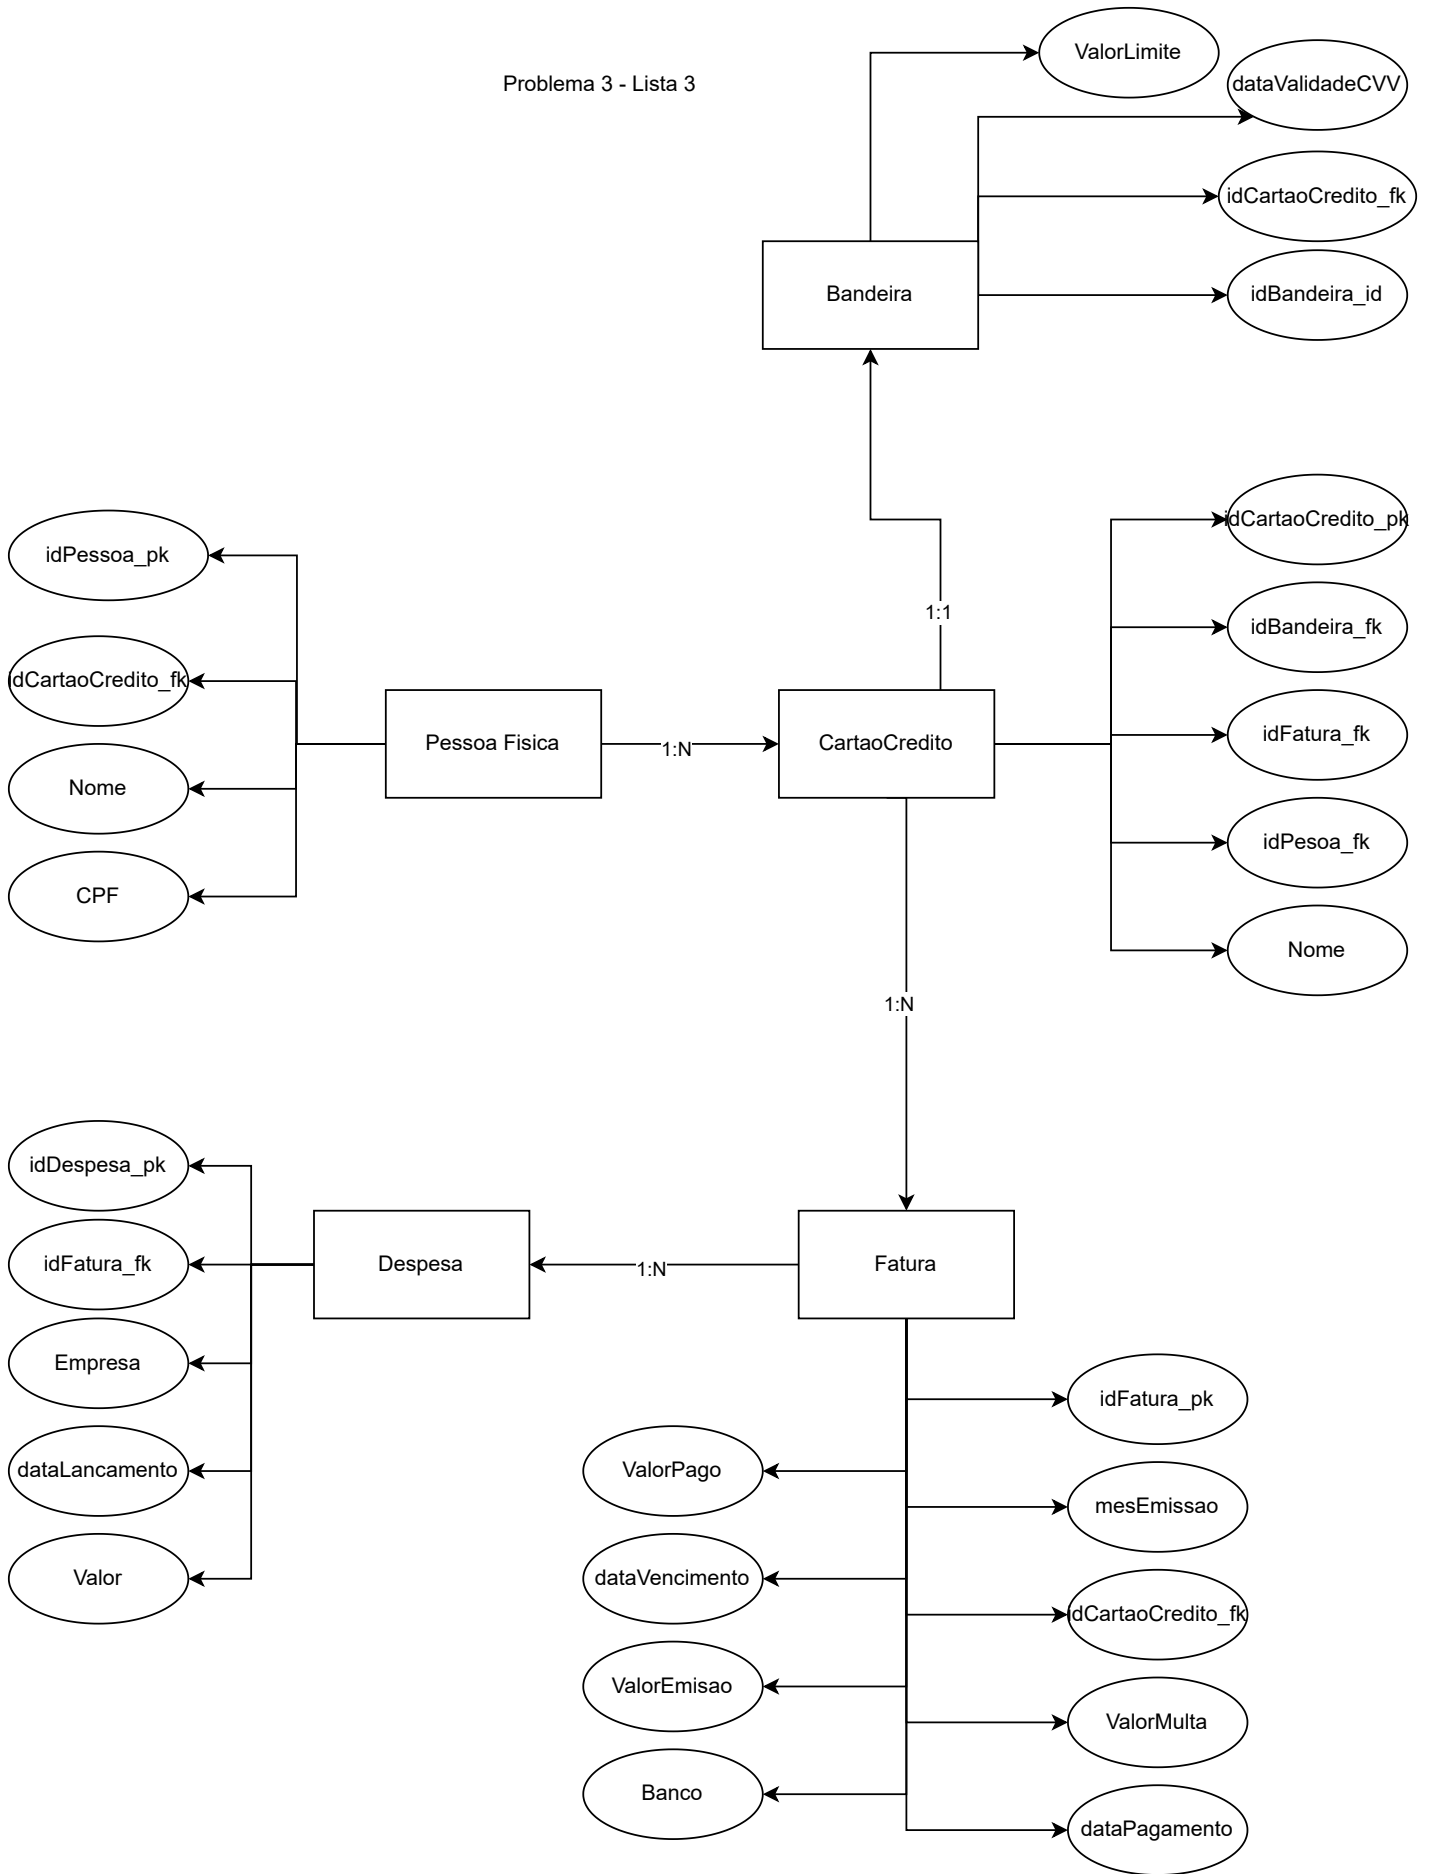 ValorLimite
Problema 3 - Lista 3
dataValidadeCVV
idCartaoCredito_fk
Bandeira
idBandeira_id
idCartaoCredito_pk
idPessoa_pk
1:1
idBandeira_fk
idCartaoCredito_fk
Pessoa Fisica
1:N
CartaoCredito
idFatura_fk
Nome
idPesoa_fk
CPF
Nome
1:N
idDespesa_pk
idFatura_fk
Despesa
1:N
Fatura
Empresa
idFatura_pk
dataLancamento
ValorPago
mesEmissao
Valor
dataVencimento
idCartaoCredito_fk
ValorEmisao
ValorMulta
Banco
dataPagamento